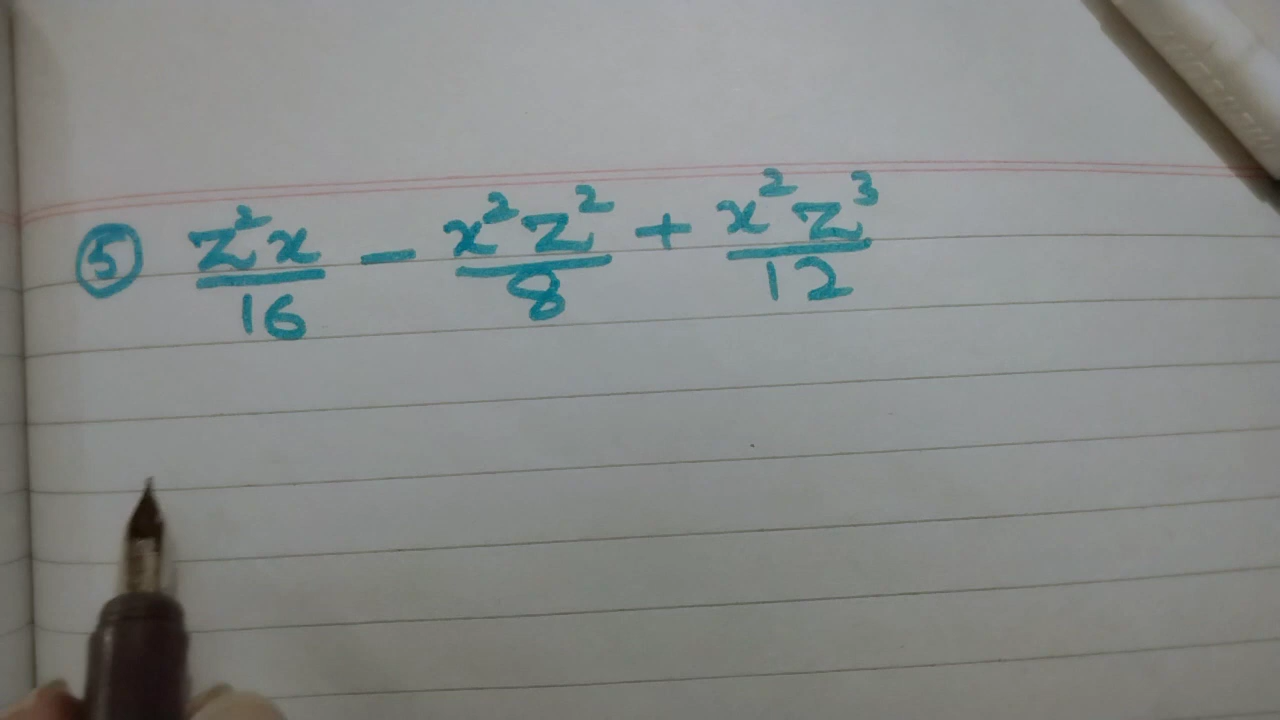 ⑤ z²x/16 - x²z²/8 + x²z³/12